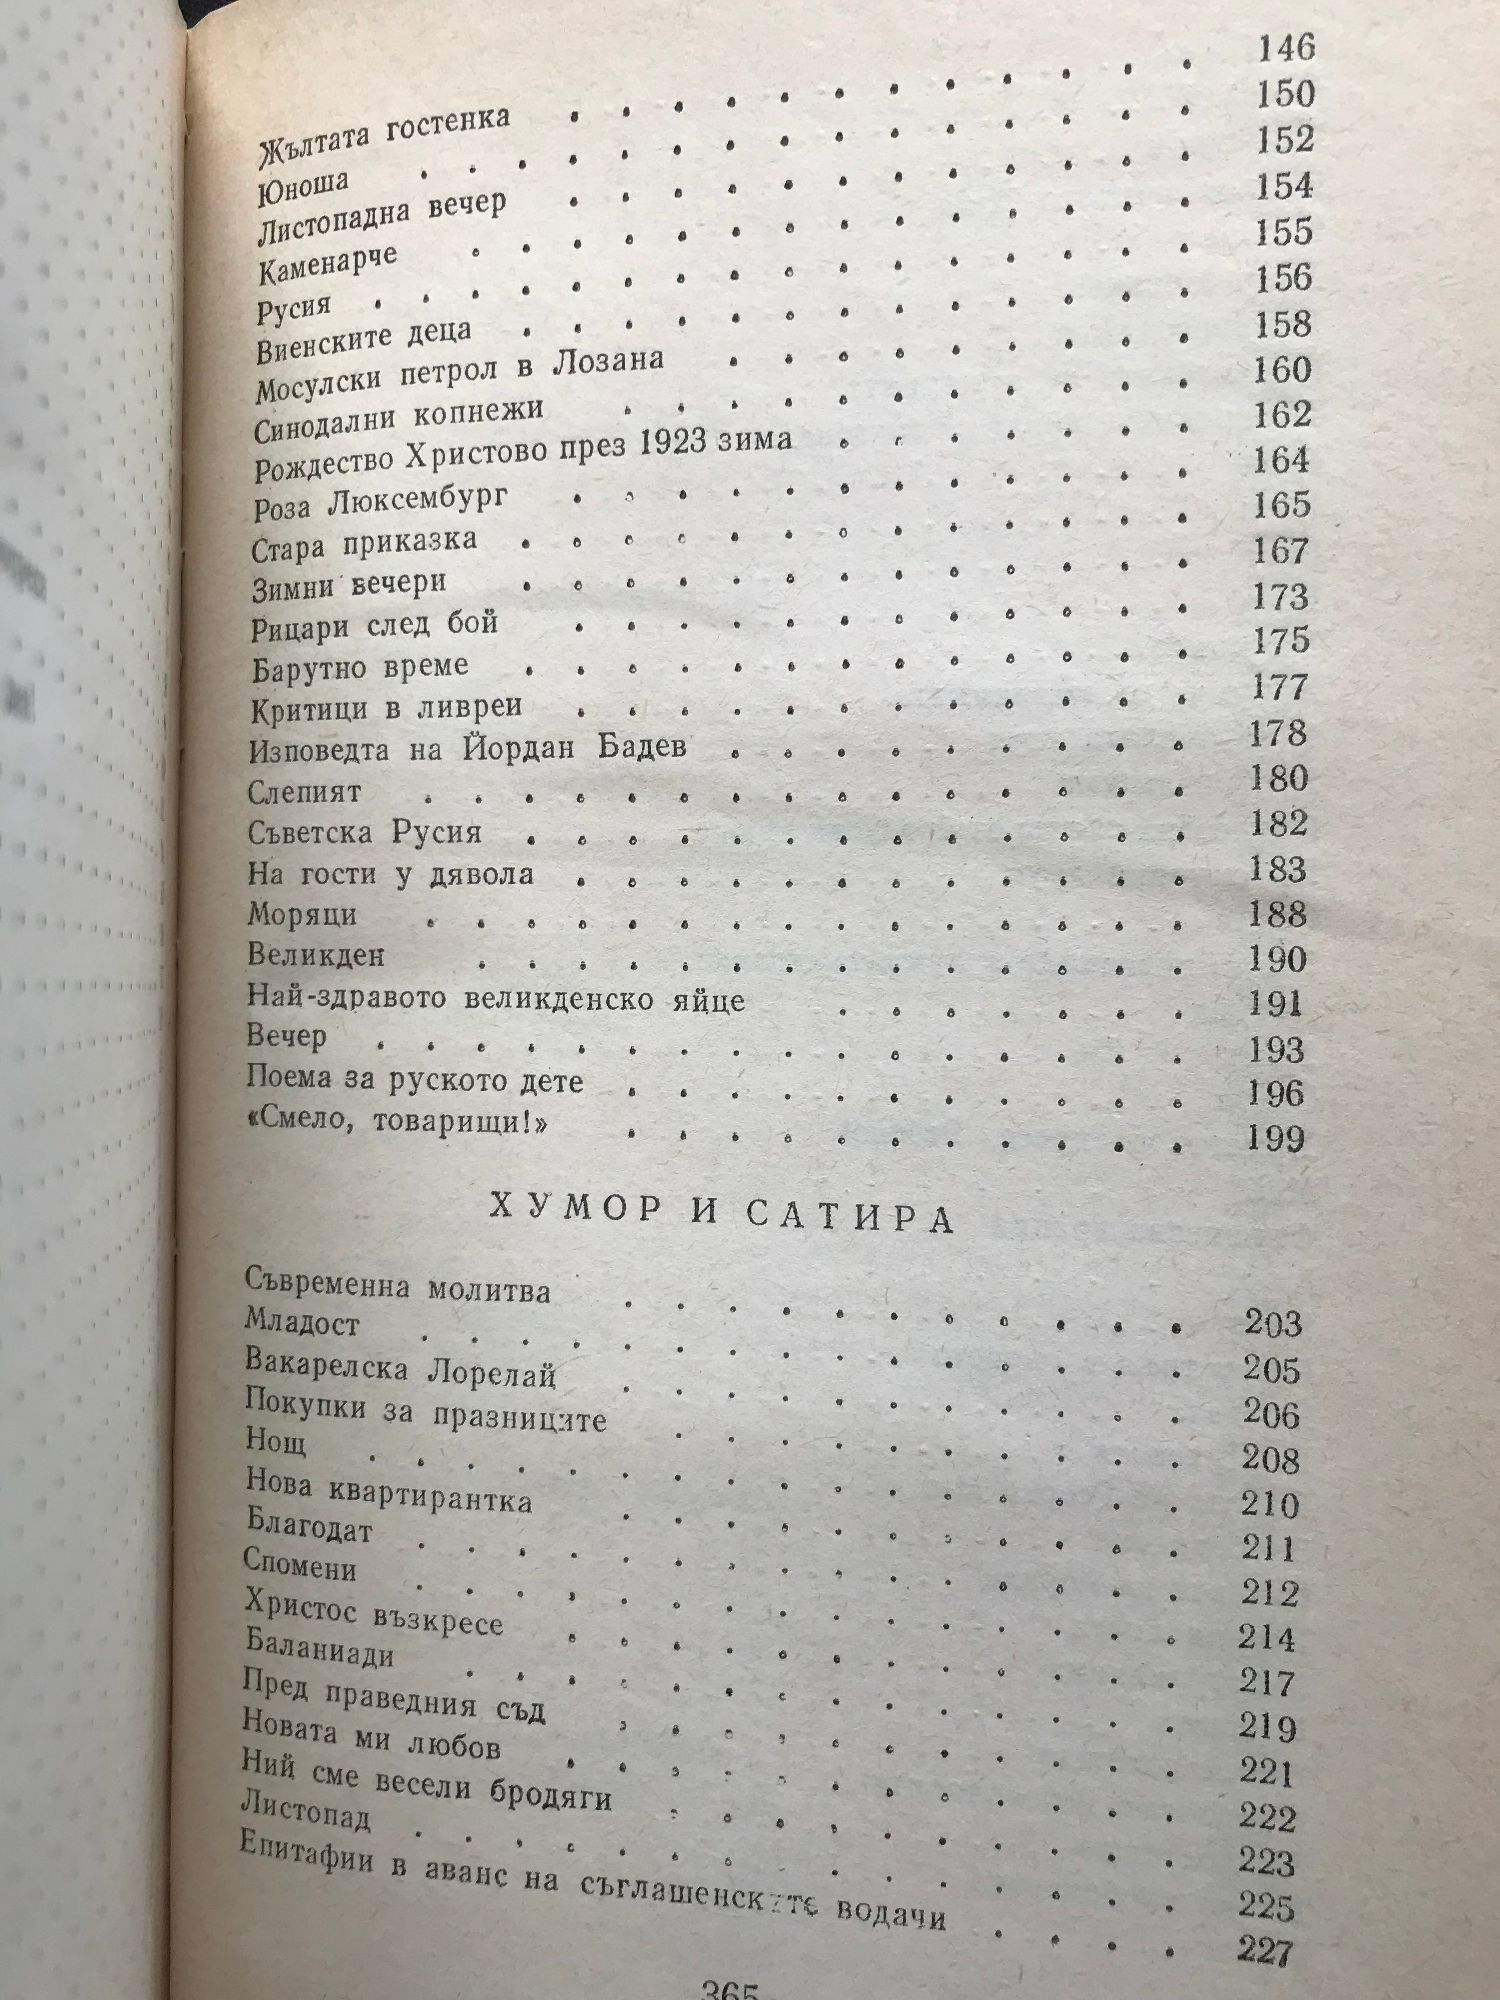 Жълтата гостенка . . . . . . . . . . . . 146
Юноша . . . . . . . . . . . . . . . 150
Листопадна вечер . . . . . . . . . . . . 152
Каменарче . . . . . . . . . . . . . . 154
Русия . . . . . . . . . . . . . . . . 155
Виенските деца . . . . . . . . . . . . . 156
Мосулски петрол в Лозана . . . . . . . . . 158
Синодални копнежи . . . . . . . . . . . 160
Рождество Христово през 1923 зима . . . . . . . 162
Роза Люксембург . . . . . . . . . . . . 164
Стара приказка . . . . . . . . . . . . . 165
Зимни вечери . . . . . . . . . . . . . 167
Рицари след бой . . . . . . . . . . . . 173
Барутно време . . . . . . . . . . . . . 175
Критици в ливреи . . . . . . . . . . . . 177
Изповедта на Йордан Бадев . . . . . . . . . 178
Слепият . . . . . . . . . . . . . . . 180
Съветска Русия . . . . . . . . . . . . . 182
На гости у дявола . . . . . . . . . . . . 183
Моряци . . . . . . . . . . . . . . . 188
Великден . . . . . . . . . . . . . . 190
Най-здравото великденско яйце . . . . . . . 191
Вечер . . . . . . . . . . . . . . . . 193
Поема за руското дете . . . . . . . . . . . 196
«Смело, товарищи!» . . . . . . . . . . . 199
ХУМОР И САТИРА
Съвременна молитва . . . . . . . . . . . 203
Младост . . . . . . . . . . . . . . . 205
Вакарелска Лорелай . . . . . . . . . . . 206
Покупки за празниците . . . . . . . . . . 208
Нощ . . . . . . . . . . . . . . . . 210
Нова квартирантка . . . . . . . . . . . 211
Благодат . . . . . . . . . . . . . . . 212
Спомени . . . . . . . . . . . . . . . 214
Христос възкресе . . . . . . . . . . . . 217
Баланиади . . . . . . . . . . . . . . 219
Пред праведния съд . . . . . . . . . . . 221
Новата ми любов . . . . . . . . . . . . 222
Ний сме весели бродяги . . . . . . . . . . 223
Листопад . . . . . . . . . . . . . . . 225
Епитафии в аванс на съглашенските водачи . . . . 227
365